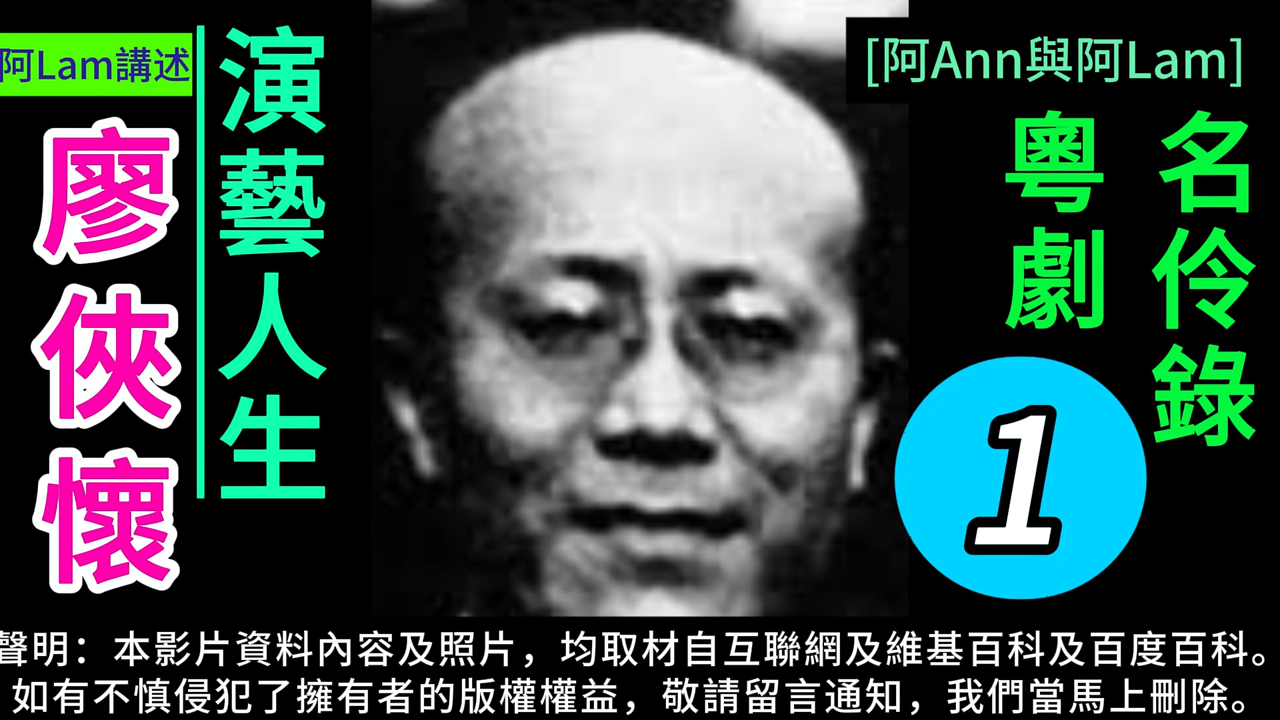 阿Lam講述
廖俠懷
演藝人生
[阿Ann與阿Lam]
名伶錄
粵劇
1
聲明：本影片資料內容及照片，均取材自互聯網及維基百科及百度百科。
如有不慎侵犯了擁有者的版權權益，敬請留言通知，我們當馬上刪除。